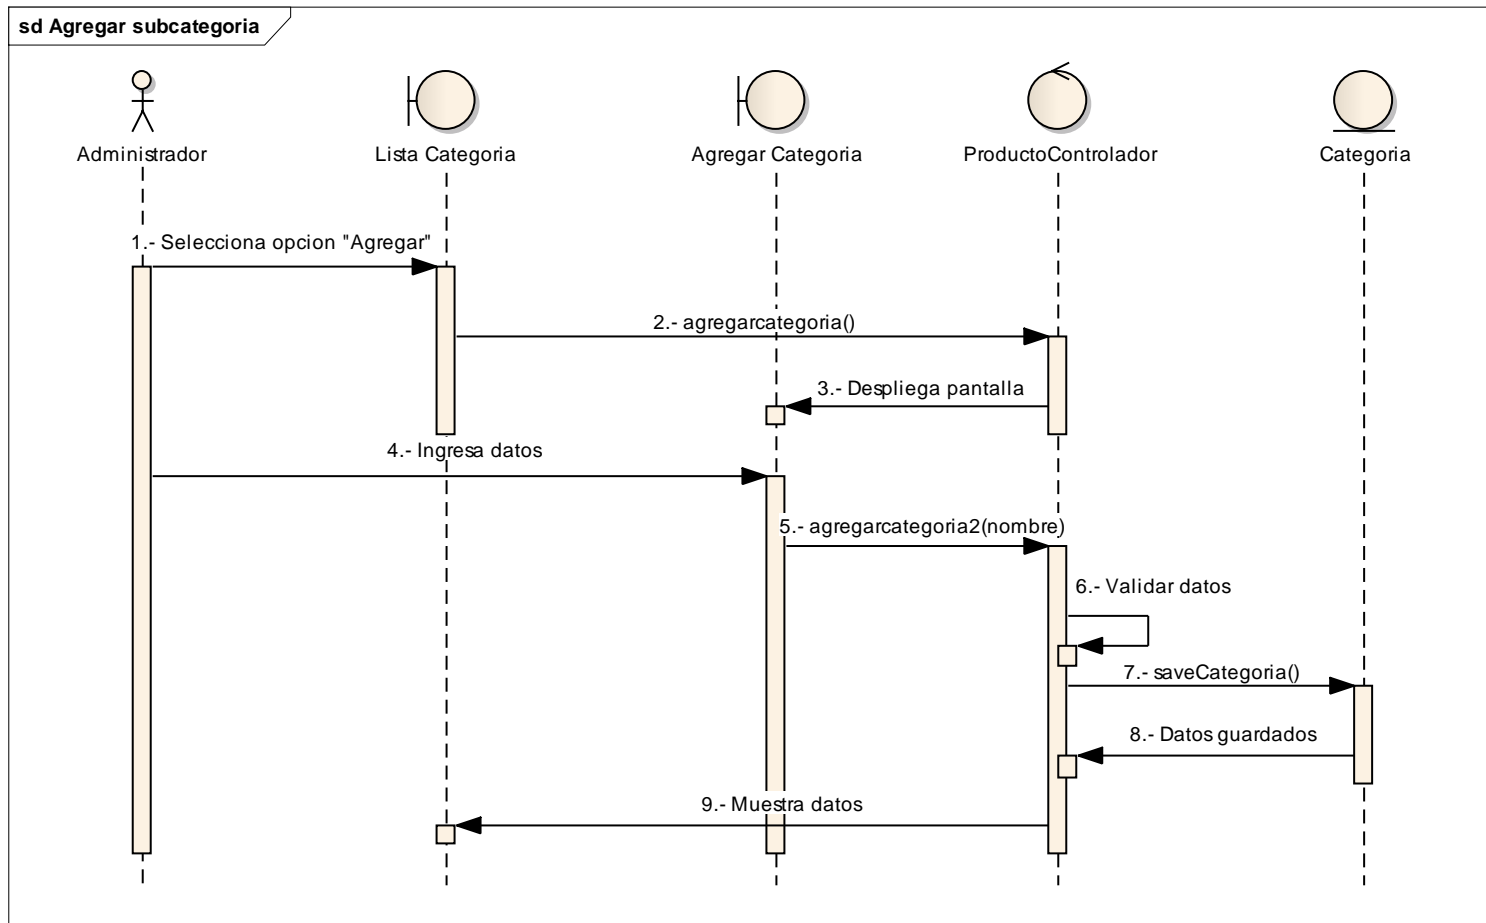 sd Agregar subcategoria
Administrador
Lista Categoria
Agregar Categoria
ProductoControlador
Categoria
1.- Selecciona opcion "Agregar"
2.- agregarcategoria()
3.- Despliega pantalla
4.- Ingresa datos
5.- agregarcategoria2(nombre)
6.- Validar datos
7.- saveCategoria()
8.- Datos guardados
9.- Muestra datos